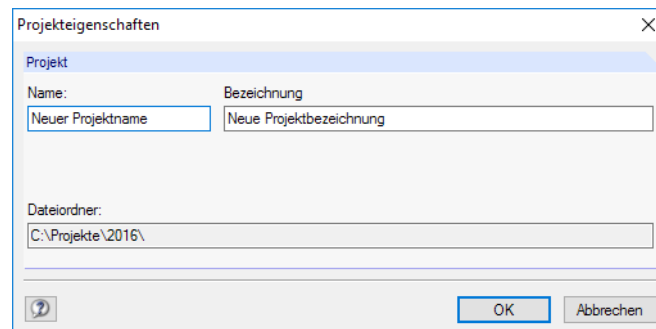 Projekteigenschaften
Projekt
Name: Bezeichnung
Neuer Projektname Neue Projektbezeichnung
Dateiordner:
C:\Projekte\2016\
OK Abbrechen